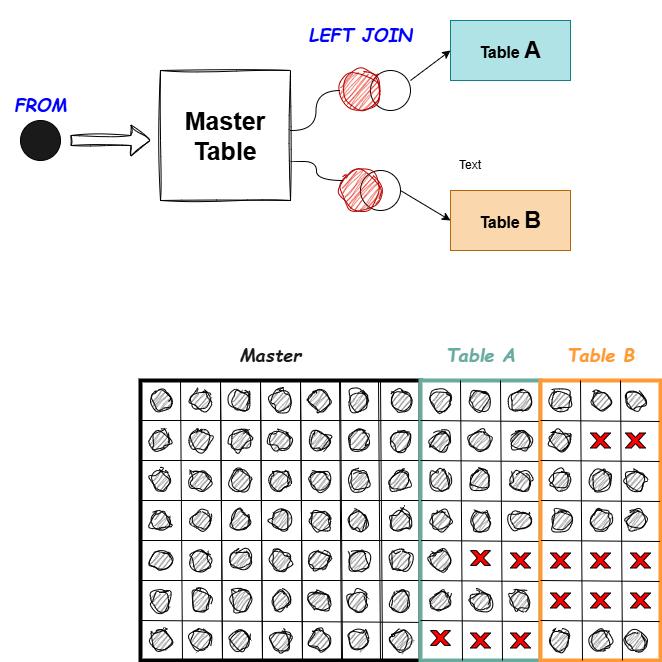 LEFT JOIN
Table A
FROM
Master
Table
Text
Table B
Master
Table A
Table B